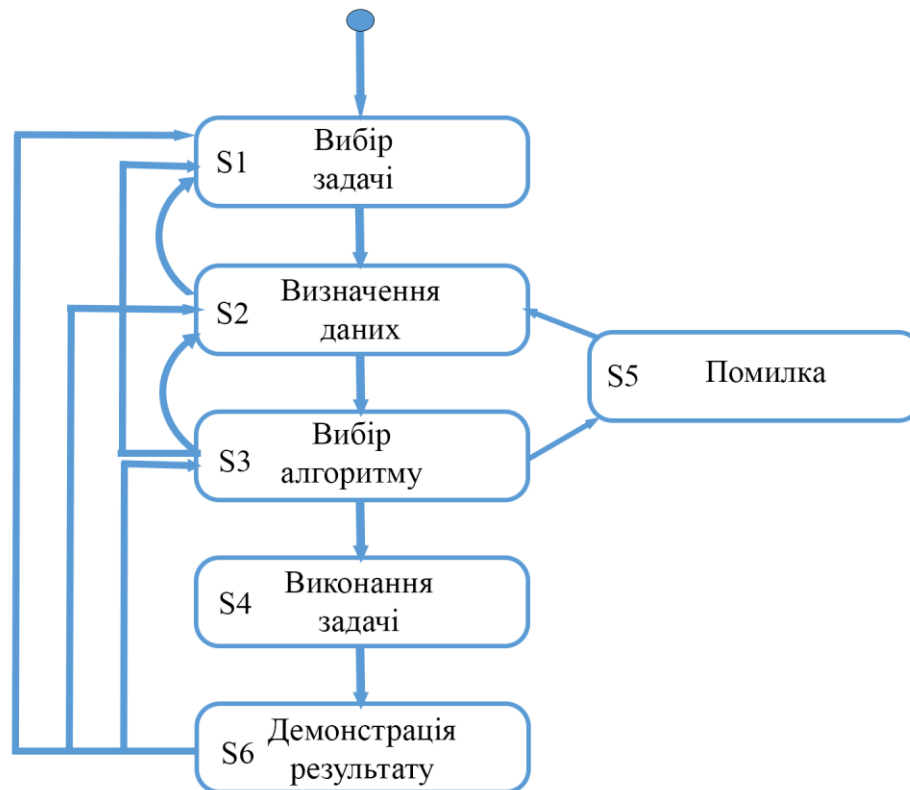 S1 Вибір
задачі
S2 Визначення
даних
S5 Помилка
S3 Вибір
алгоритму
S4 Виконання
задачі
S6 Демонстрація
результату